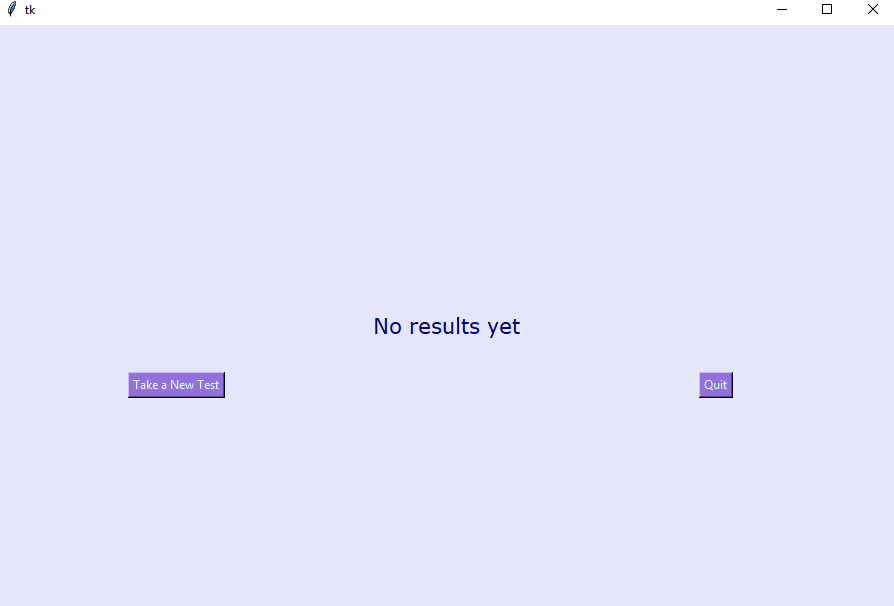 tk
No results yet
Take a New Test
Quit